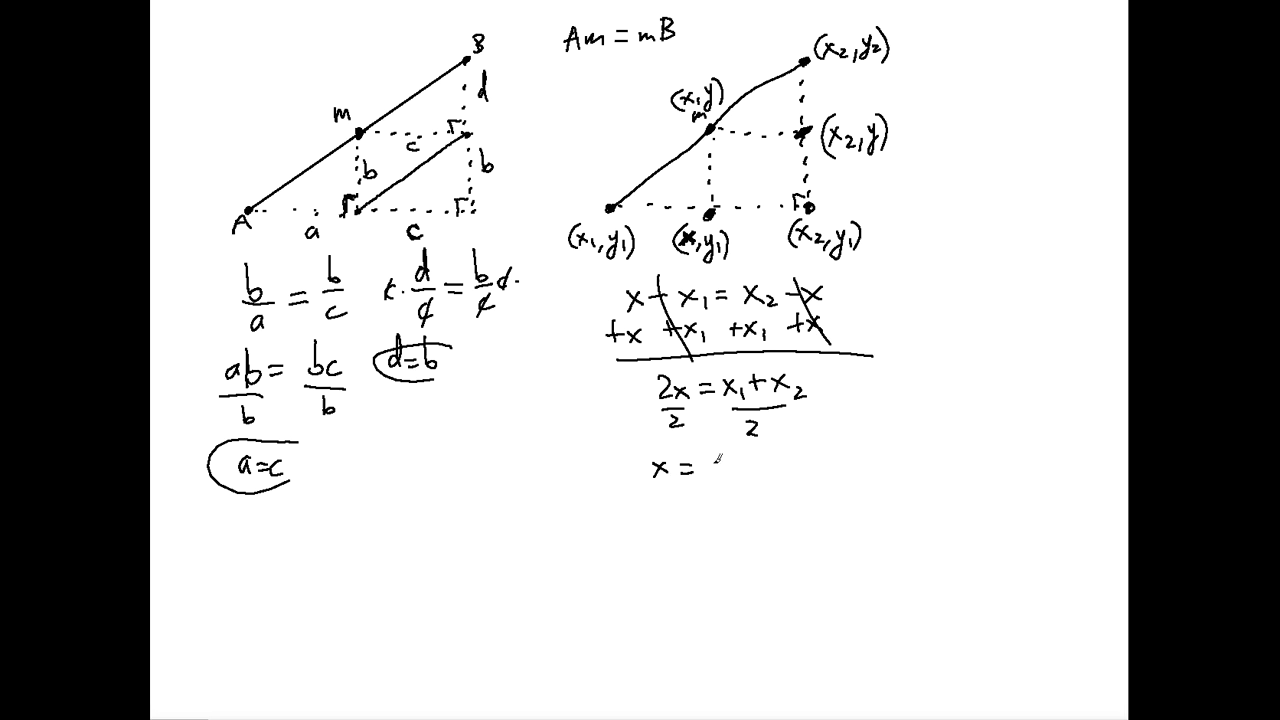 B
Am = mB
(x₂, y₂)
d
m
(x, y)
m
c
b
b
(x₂, y)
A
a
c
(x₁, y₁)
(x, y₁)
(x₂, y₁)
b/a = b/c
c · d/c = b/c c ·
x - x₁ = x₂ - x
+x +x₁ +x₁ +x
ab/b = bc/b
d=b
2x/2 = x₁ + x₂/2
a=c
x =